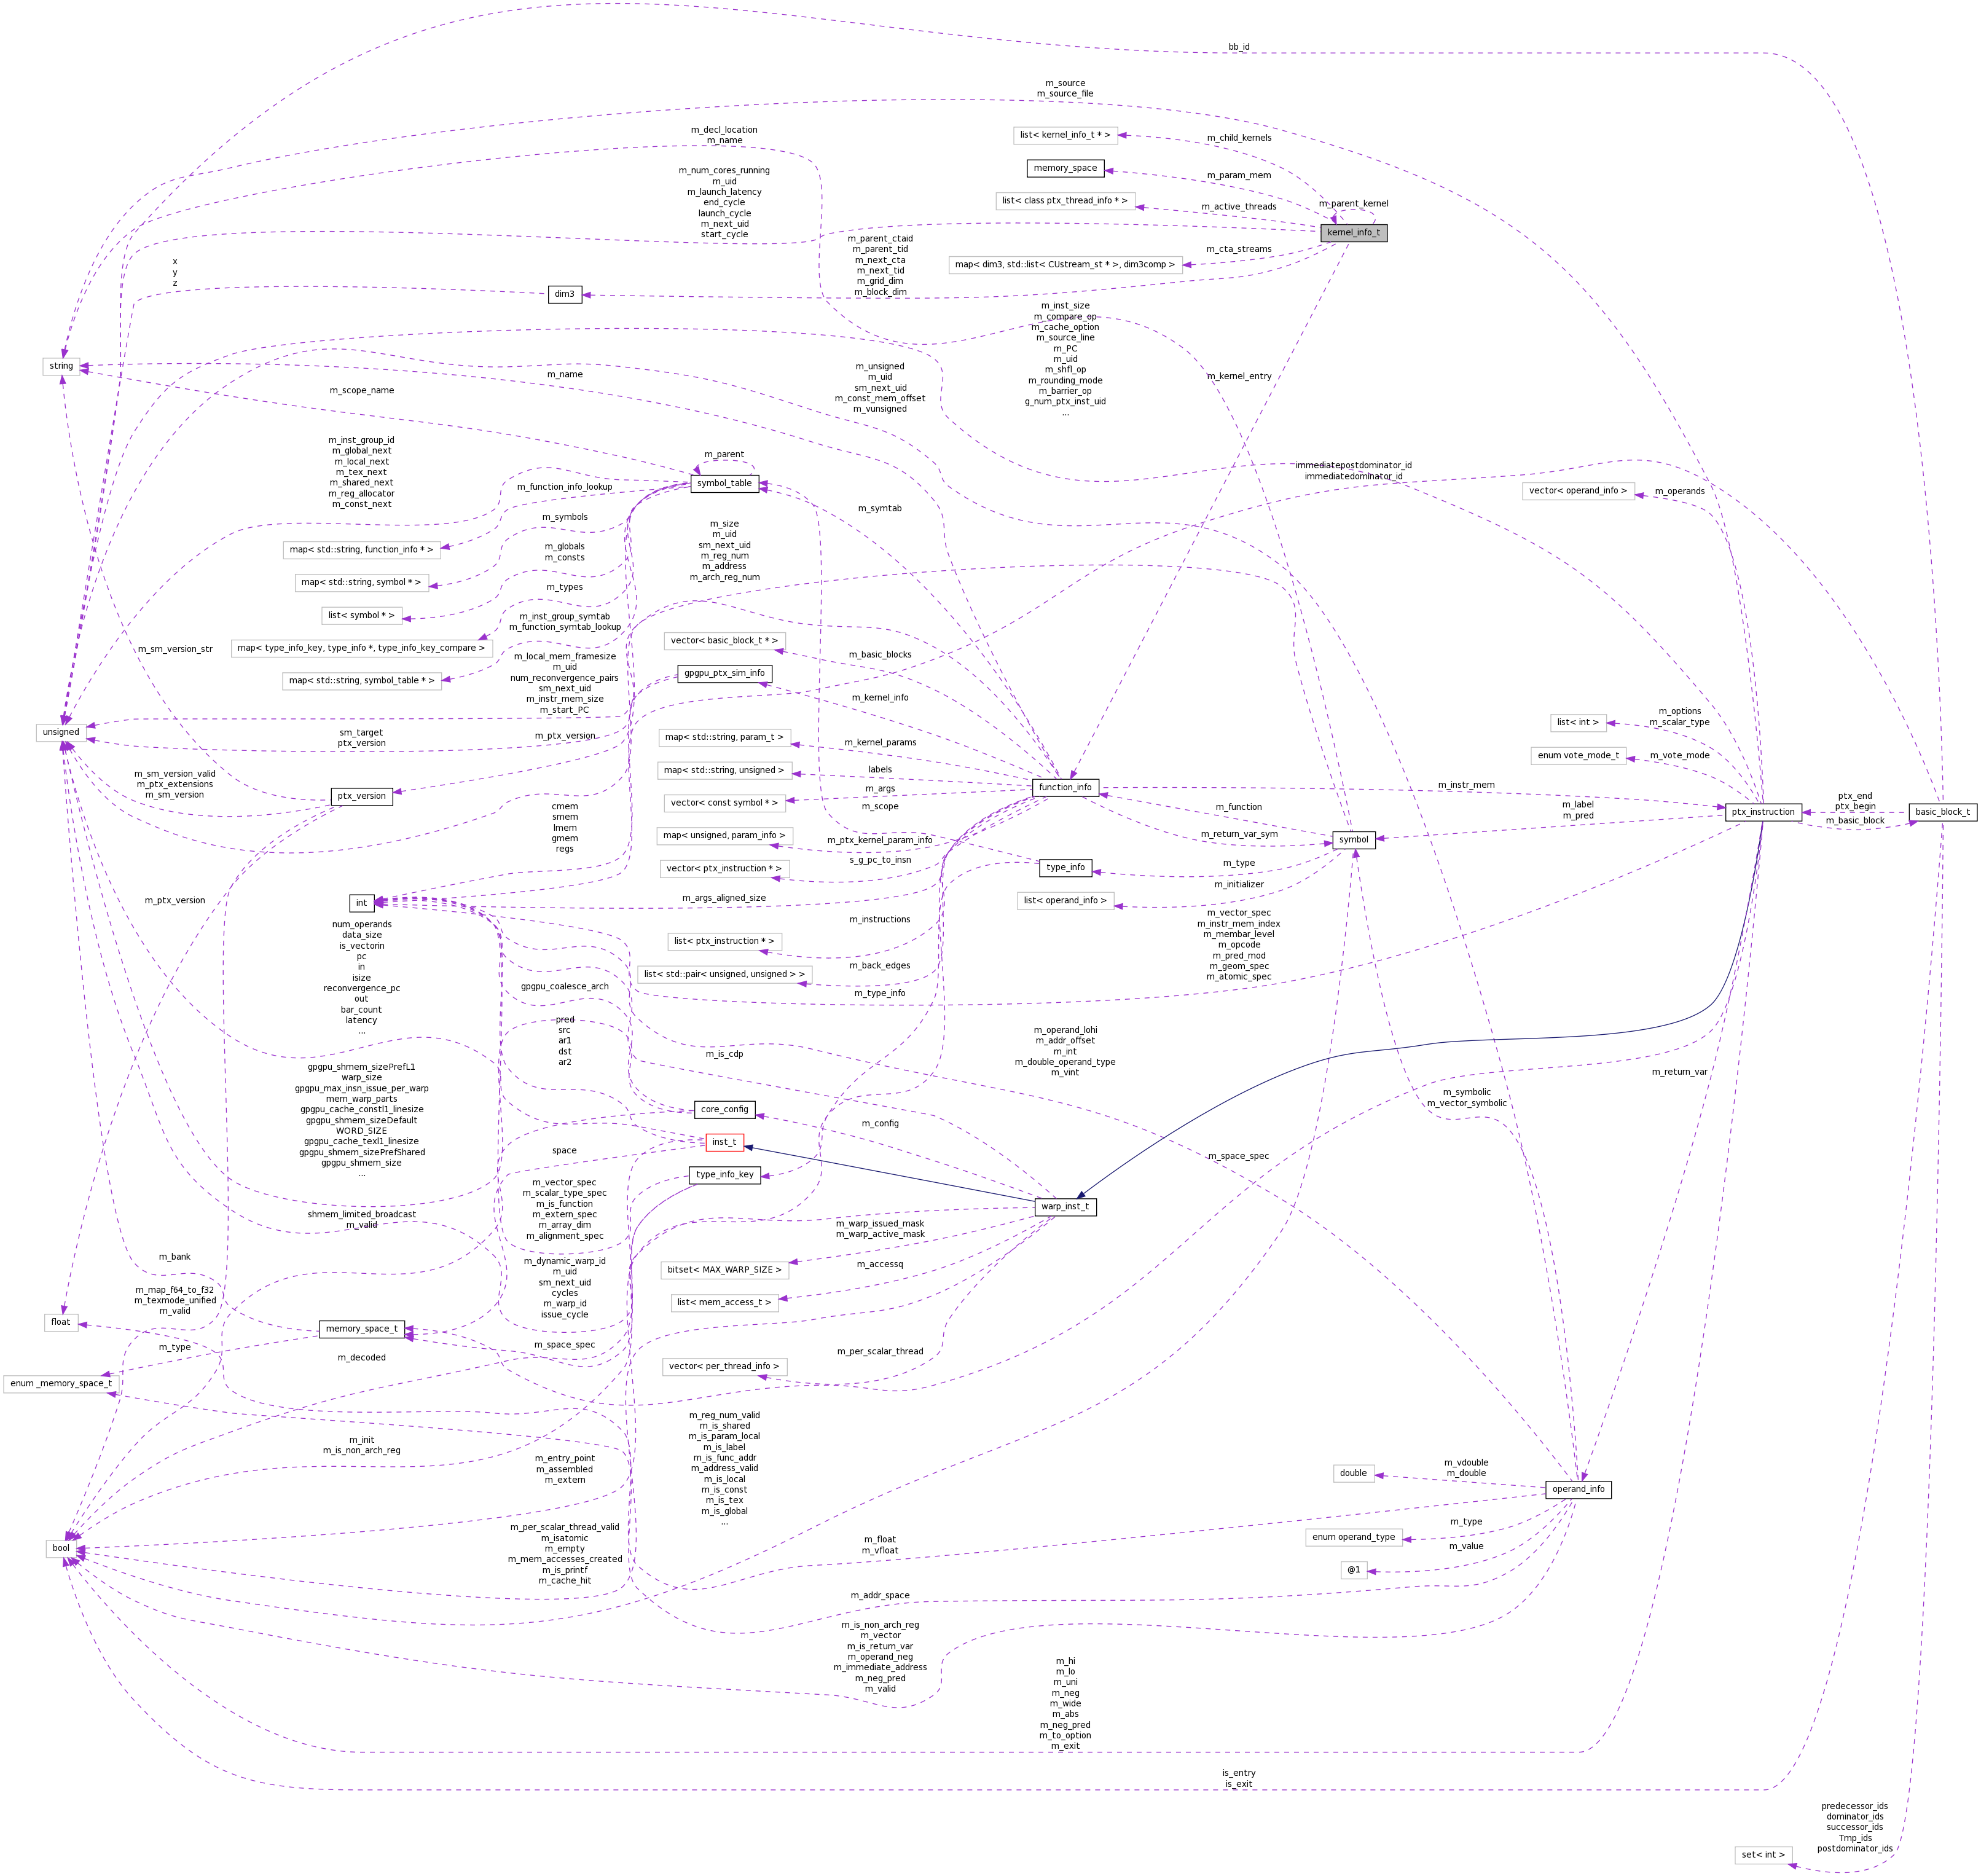 bb_id
m_source
m_source_file
m_decl_location
m_name
list< kernel_info_t * >
m_child_kernels
memory_space
m_param_mem
list< class ptx_thread_info * >
m_active_threads
m_parent_kernel
kernel_info_t
m_num_cores_running
m_uid
m_launch_latency
end_cycle
launch_cycle
m_next_uid
start_cycle
map< dim3, std::list< CUstream_st * >, dim3comp >
m_cta_streams
m_parent_ctaid
m_parent_tid
m_next_cta
m_next_tid
m_grid_dim
m_block_dim
x
y
z
dim3
m_inst_size
m_compare_op
m_cache_option
m_source_line
m_PC
m_uid
m_shfl_op
m_rounding_mode
m_barrier_op
g_num_ptx_inst_uid
...
m_kernel_entry
string
m_scope_name
m_name
m_unsigned
m_uid
sm_next_uid
m_const_mem_offset
m_vunsigned
m_inst_group_id
m_global_next
m_local_next
m_tex_next
m_shared_next
m_reg_allocator
m_const_next
m_parent
symbol_table
m_function_info_lookup
map< std::string, function_info * >
m_symbols
map< std::string, symbol * >
m_globals
m_consts
list< symbol * >
m_types
map< type_info_key, type_info *, type_info_key_compare >
m_inst_group_symtab
m_function_symtab_lookup
map< std::string, symbol_table * >
m_symtab
immediatepostdominator_id
immediatedominator_id
vector< operand_info >
m_operands
m_size
m_uid
sm_next_uid
m_reg_num
m_address
m_arch_reg_num
vector< basic_block_t * >
m_basic_blocks
gpgpu_ptx_sim_info
m_kernel_info
m_sm_version_str
m_local_mem_framesize
m_uid
num_reconvergence_pairs
sm_next_uid
m_instr_mem_size
m_start_PC
unsigned
sm_target
ptx_version
m_ptx_version
map< std::string, param_t >
m_kernel_params
map< std::string, unsigned >
labels
vector< const symbol * >
m_args
m_scope
function_info
m_instr_mem
list< int >
m_options
m_scalar_type
enum vote_mode_t
m_vote_mode
ptx_instruction
ptx_end
ptx_begin
m_basic_block
basic_block_t
m_sm_version_valid
m_ptx_extensions
m_sm_version
ptx_version
cmem
smem
lmem
gmem
regs
map< unsigned, param_info >
m_ptx_kernel_param_info
vector< ptx_instruction * >
s_g_pc_to_insn
m_function
m_return_var_sym
m_label
m_pred
symbol
type_info
m_type
m_initializer
list< operand_info >
m_ptx_version
int
m_args_aligned_size
m_instructions
list< ptx_instruction * >
m_back_edges
list< std::pair< unsigned, unsigned > >
m_type_info
m_vector_spec
m_instr_mem_index
m_membar_level
m_opcode
m_pred_mod
m_geom_spec
m_atomic_spec
num_operands
data_size
is_vectorin
pc
in
isize
reconvergence_pc
out
bar_count
latency
...
gpgpu_coalesce_arch
pred
src
ar1
dst
ar2
m_is_cdp
m_operand_lohi
m_addr_offset
m_int
m_double_operand_type
m_vint
m_return_var
m_symbolic
m_vector_symbolic
gpgpu_shmem_sizePrefL1
warp_size
gpgpu_max_insn_issue_per_warp
mem_warp_parts
gpgpu_cache_constl1_linesize
gpgpu_shmem_sizeDefault
WORD_SIZE
gpgpu_cache_texl1_linesize
gpgpu_shmem_sizePrefShared
gpgpu_shmem_size
...
core_config
m_config
inst_t
space
type_info_key
m_space_spec
m_vector_spec
m_scalar_type_spec
m_is_function
m_extern_spec
m_array_dim
m_alignment_spec
warp_inst_t
m_warp_issued_mask
m_warp_active_mask
bitset< MAX_WARP_SIZE >
m_accessq
list< mem_access_t >
shmem_limited_broadcast
m_valid
m_bank
m_dynamic_warp_id
m_uid
sm_next_uid
cycles
m_warp_id
issue_cycle
m_map_f64_to_f32
m_texmode_unified
m_valid
float
memory_space_t
m_type
m_space_spec
m_decoded
enum _memory_space_t
m_per_scalar_thread
vector< per_thread_info >
m_init
m_is_non_arch_reg
m_entry_point
m_assembled
m_extern
m_reg_num_valid
m_is_shared
m_is_param_local
m_is_label
m_is_func_addr
m_address_valid
m_is_local
m_is_const
m_is_tex
m_is_global
...
double
m_vdouble
m_double
operand_info
enum operand_type
m_type
@1
m_value
m_float
m_vfloat
bool
m_per_scalar_thread_valid
m_isatomic
m_empty
m_mem_accesses_created
m_is_printf
m_cache_hit
m_addr_space
m_is_non_arch_reg
m_vector
m_is_return_var
m_operand_neg
m_immediate_address
m_neg_pred
m_valid
m_hi
m_lo
m_uni
m_neg
m_wide
m_abs
m_neg_pred
m_to_option
m_exit
is_entry
is_exit
predecessor_ids
dominator_ids
successor_ids
Tmp_ids
postdominator_ids
set< int >